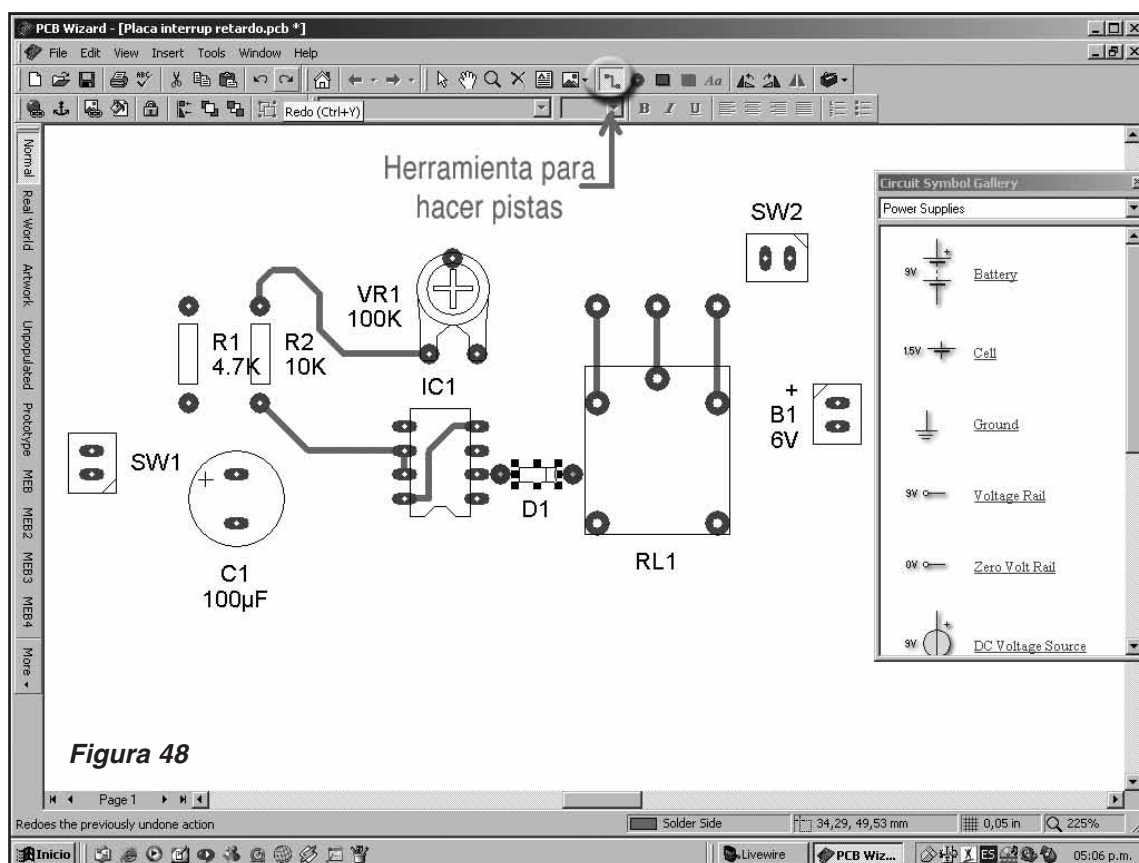 PCB Wizard - [Placa interrup retardo.pcb *]
File Edit View Insert Tools Window Help
ABC
Aa
Redo (Ctrl+Y)
B I U
Normal
Real World
Artwork
Unpopulated
Prototype
MEB
MEB2
MEB3
MEB4
More
Herramienta para
hacer pistas
SW2
VR1
100K
R1
4.7K
R2
10K
IC1
+
B1
6V
SW1
+
C1
100µF
D1
RL1
Circuit Symbol Gallery
Power Supplies
9V + Battery
1.5V Cell
Ground
9V Voltage Rail
0V Zero Volt Rail
9V + DC Voltage Source
Figura 48
Page 1
Redoes the previously undone action
Solder Side
34,29, 49,53 mm
0,05 in
225%
Inicio
Livewire
PCB Wiz...
ES
05:06 p.m.